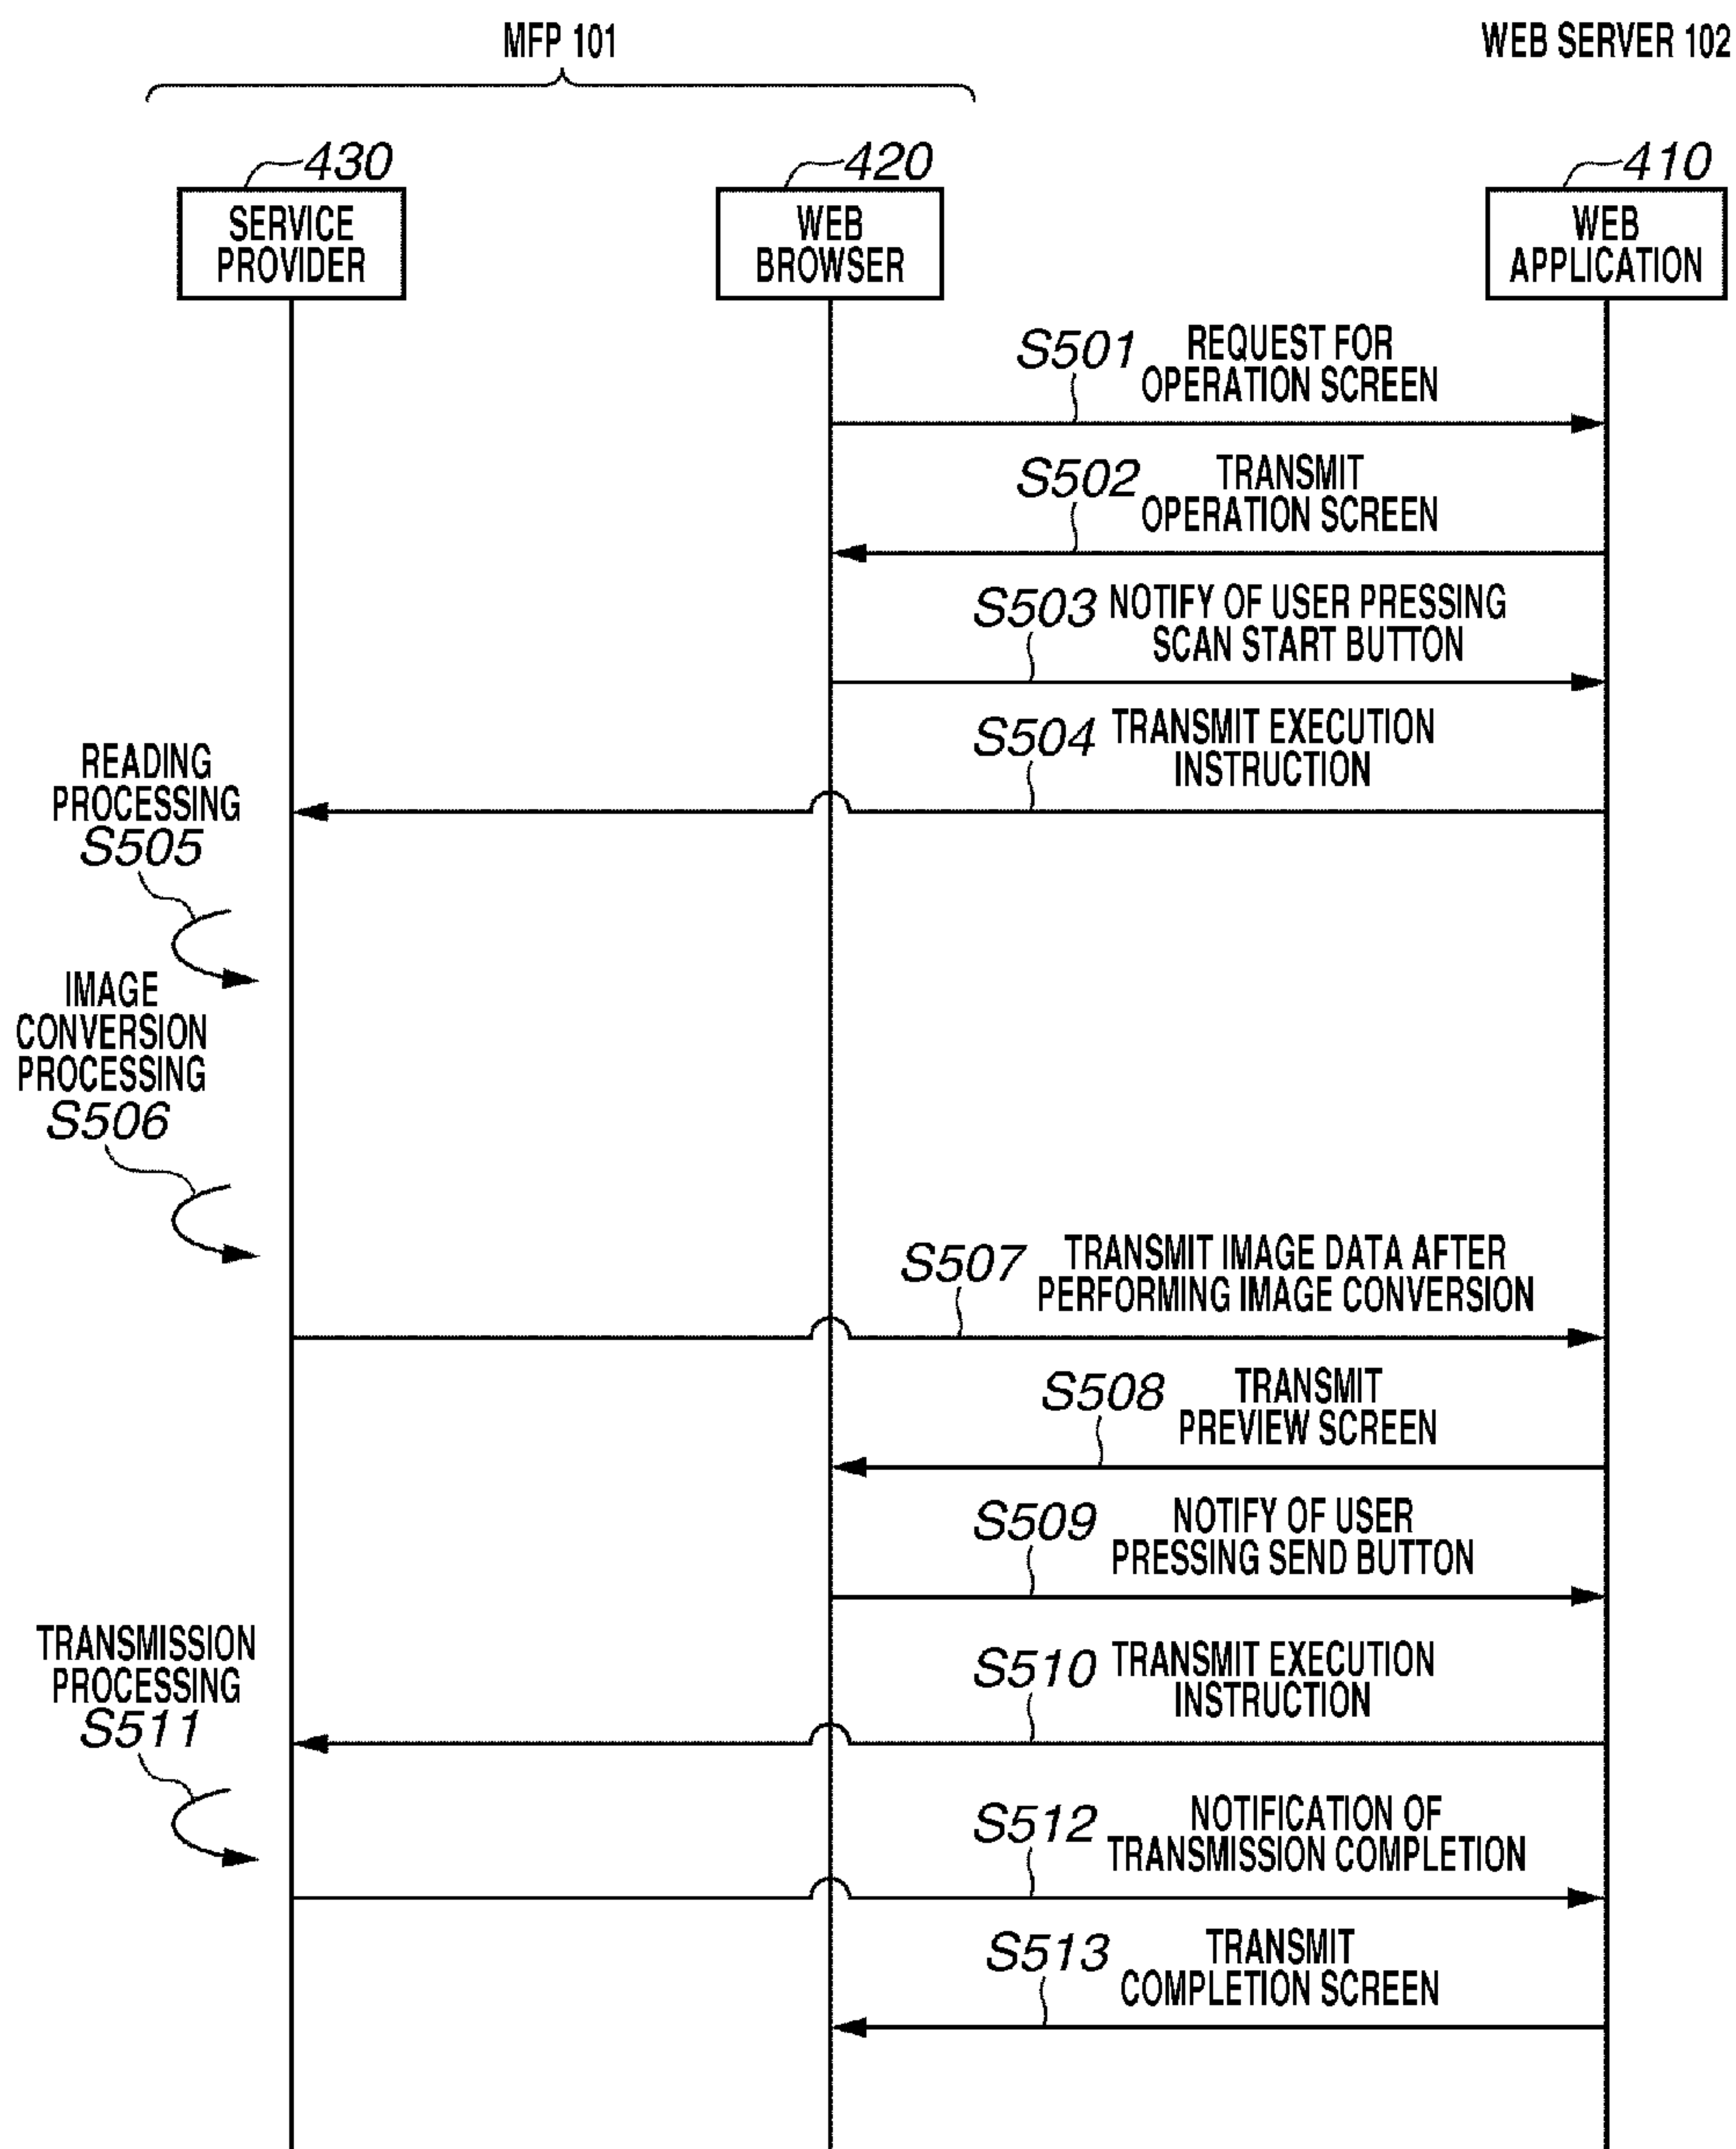 MFP 101
WEB SERVER 102
430
420
410
SERVICE
PROVIDER
WEB
BROWSER
WEB
APPLICATION
S501
REQUEST FOR
OPERATION SCREEN
S502
TRANSMIT
OPERATION SCREEN
S503
NOTIFY OF USER PRESSING
SCAN START BUTTON
S504
TRANSMIT EXECUTION
INSTRUCTION
READING
PROCESSING
S505
IMAGE
CONVERSION
PROCESSING
S506
S507
TRANSMIT IMAGE DATA AFTER
PERFORMING IMAGE CONVERSION
S508
TRANSMIT
PREVIEW SCREEN
S509
NOTIFY OF USER
PRESSING SEND BUTTON
S510
TRANSMIT EXECUTION
INSTRUCTION
TRANSMISSION
PROCESSING
S511
S512
NOTIFICATION OF
TRANSMISSION COMPLETION
S513
TRANSMIT
COMPLETION SCREEN